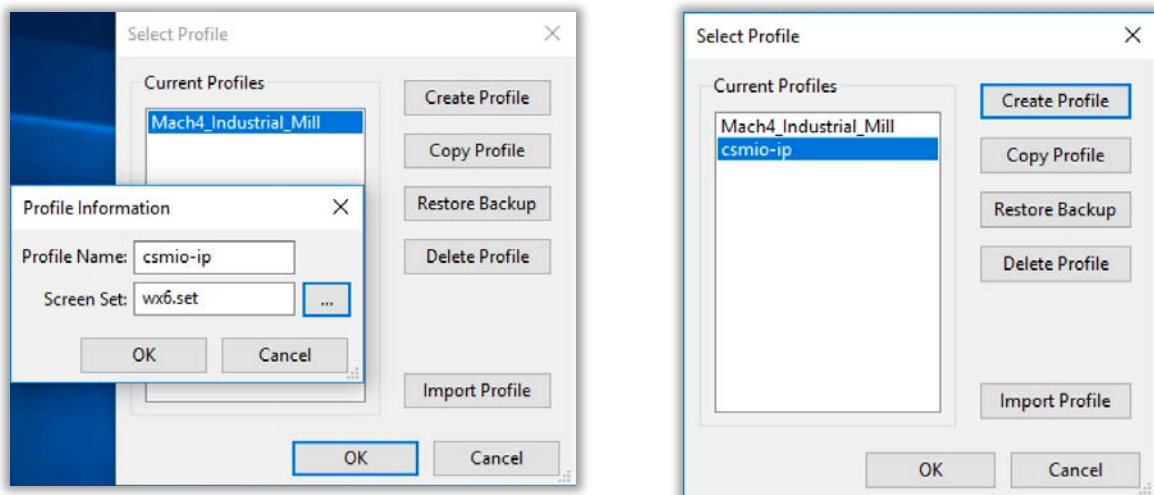 Select Profile
Current Profiles
Mach4_Industrial_Mill
Create Profile
Copy Profile
Restore Backup
Delete Profile
Import Profile
OK
Cancel
Profile Information
Profile Name:
csmio-ip
Screen Set:
wx6.set
...
OK
Cancel
Select Profile
Current Profiles
Mach4_Industrial_Mill
csmio-ip
Create Profile
Copy Profile
Restore Backup
Delete Profile
Import Profile
OK
Cancel